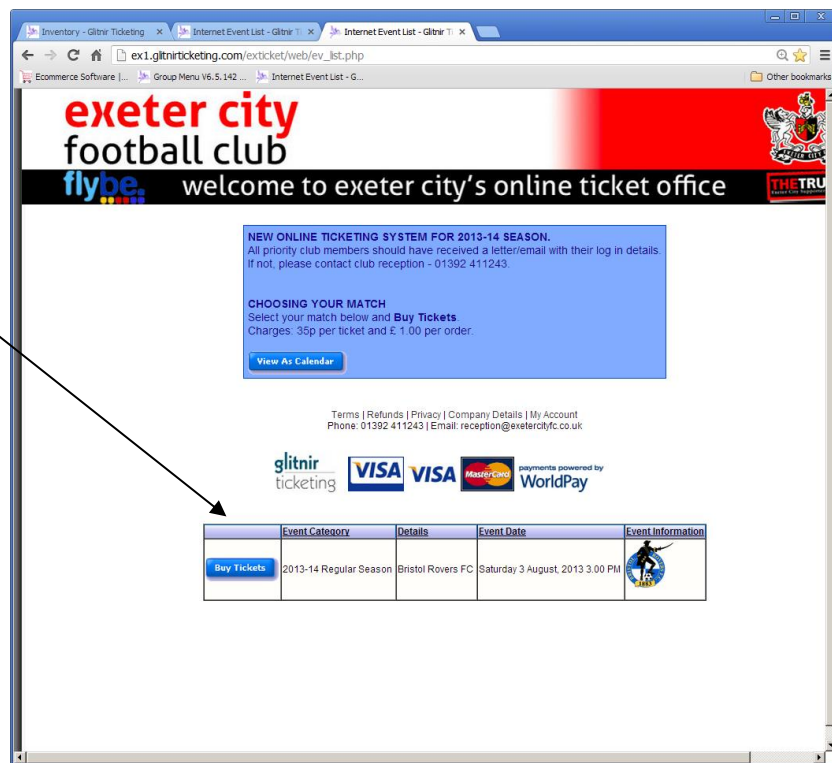 Inventory - Glitnir Ticketing
Internet Event List - Glitnir Ti
Internet Event List - Glitnir Ti
ex1.glitnirticketing.com/exticket/web/ev_list.php
Ecommerce Software |...
Group Menu V6.5.142 ...
Internet Event List - G...
Other bookmarks
exeter city
football club
EXETER CITY
flybe.
welcome to exeter city's online ticket office
THETRU
Exeter City Supporters
NEW ONLINE TICKETING SYSTEM FOR 2013-14 SEASON.
All priority club members should have received a letter/email with their log in details.
If not, please contact club reception - 01392 411243.
CHOOSING YOUR MATCH
Select your match below and Buy Tickets.
Charges: 35p per ticket and £ 1.00 per order.
View As Calendar
Terms | Refunds | Privacy | Company Details | My Account
Phone: 01392 411243 | Email: reception@exetercityfc.co.uk
glitnir
ticketing
VISA
VISA
MasterCard
payments powered by
WorldPay
Event Category Details Event Date Event Information
Buy Tickets 2013-14 Regular Season Bristol Rovers FC Saturday 3 August, 2013 3.00 PM
1883